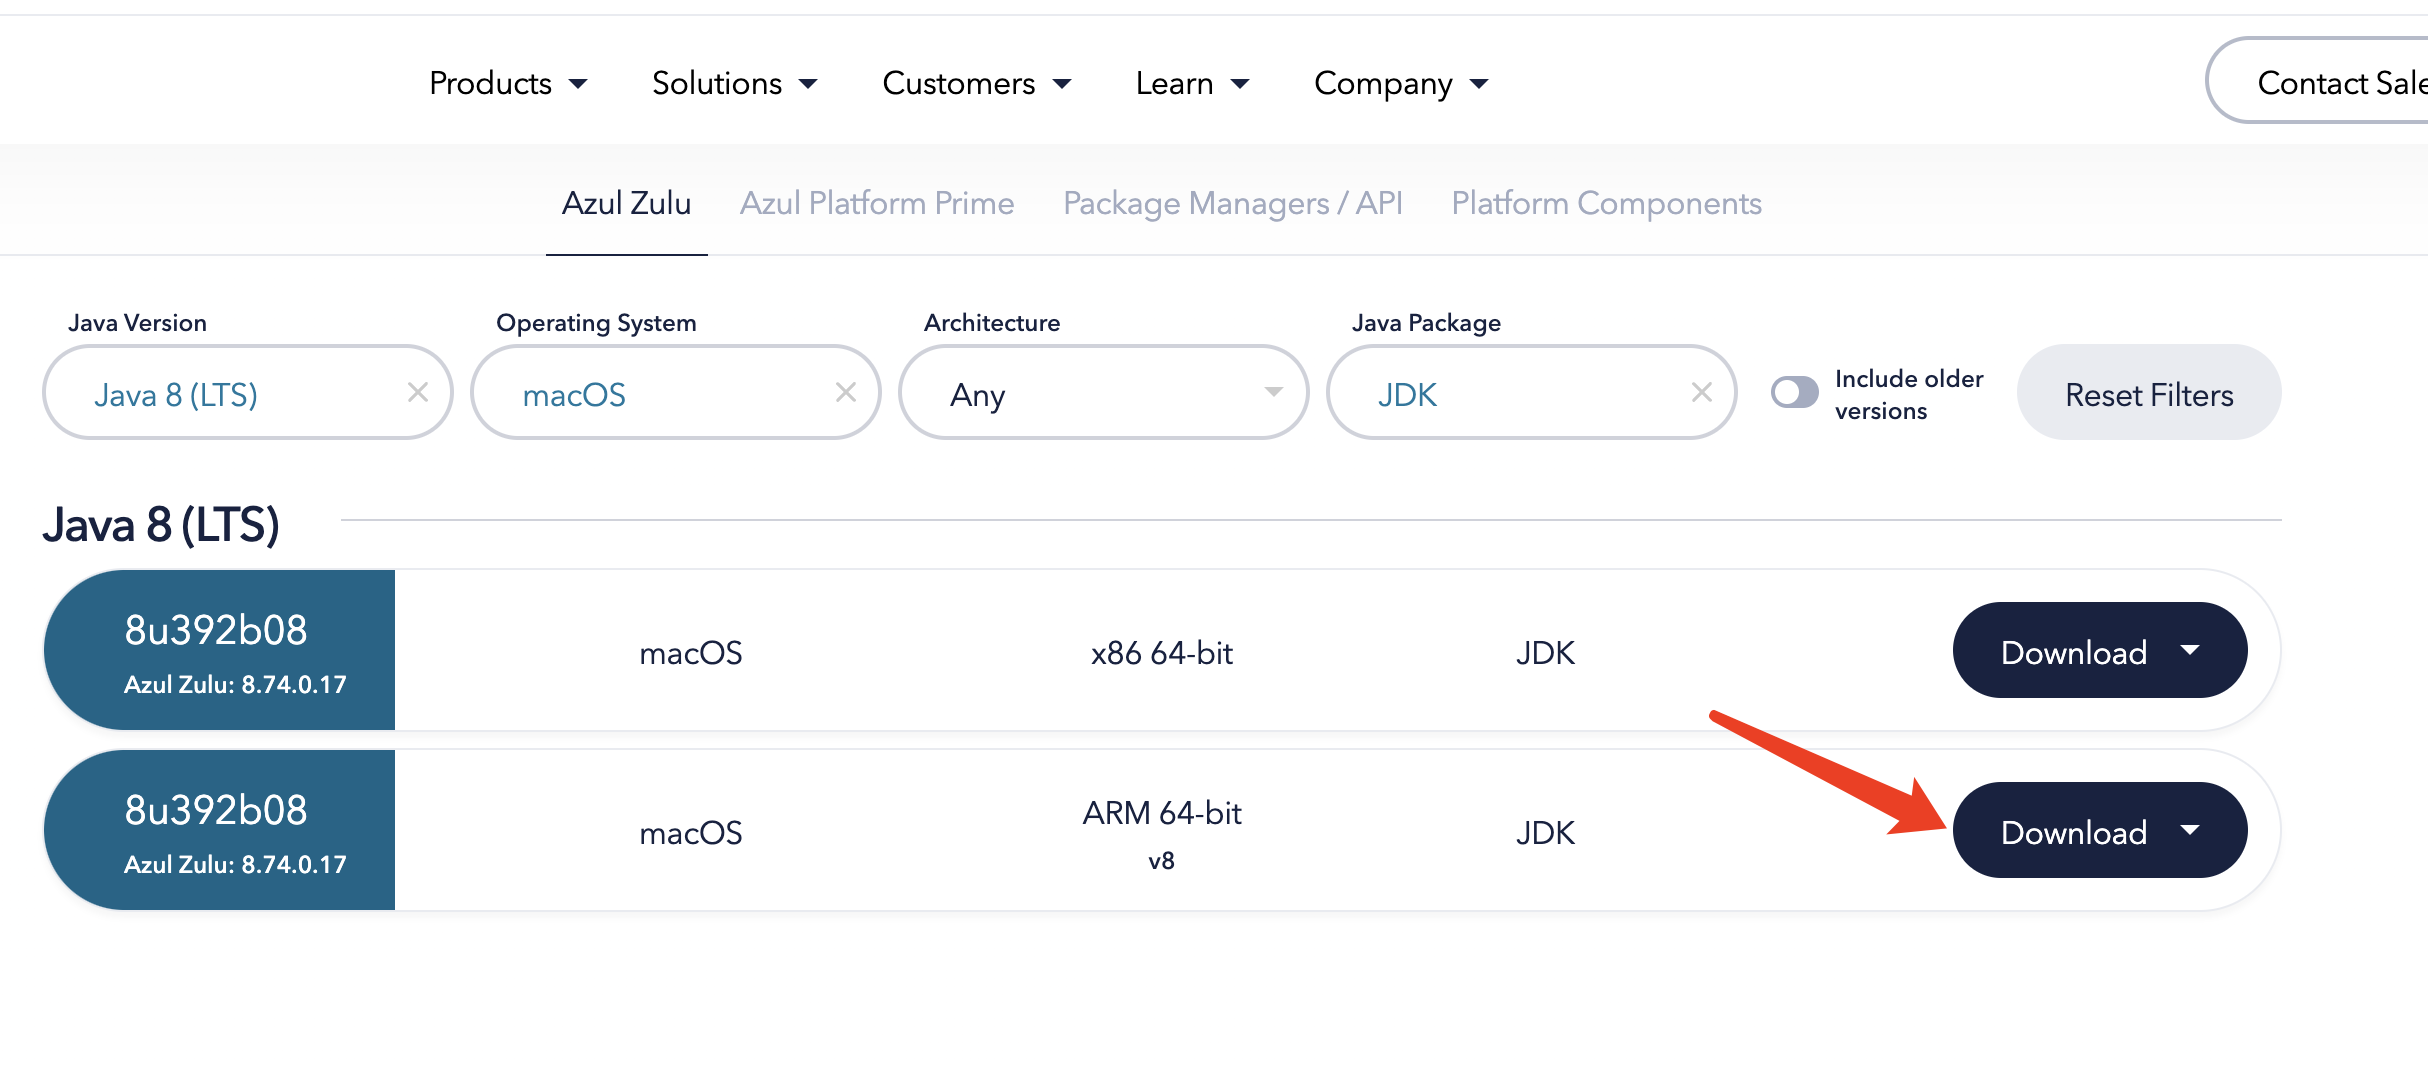 Products Solutions Customers Learn Company Contact Sale
Azul Zulu Azul Platform Prime Package Managers / API Platform Components
Java Version Operating System Architecture Java Package
Java 8 (LTS) macOS Any JDK Include older versions Reset Filters
Java 8 (LTS)
8u392b08
Azul Zulu: 8.74.0.17
macOS x86 64-bit JDK Download
8u392b08
Azul Zulu: 8.74.0.17
macOS ARM 64-bit
v8
JDK Download